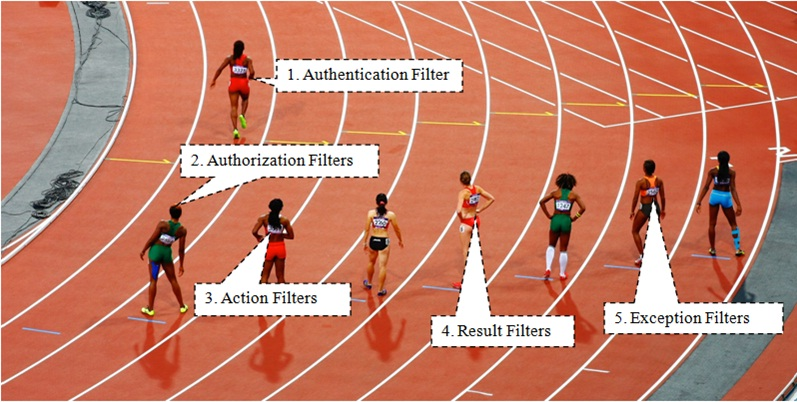 1. Authentication Filter
2. Authorization Filters
3. Action Filters
4. Result Filters
5. Exception Filters